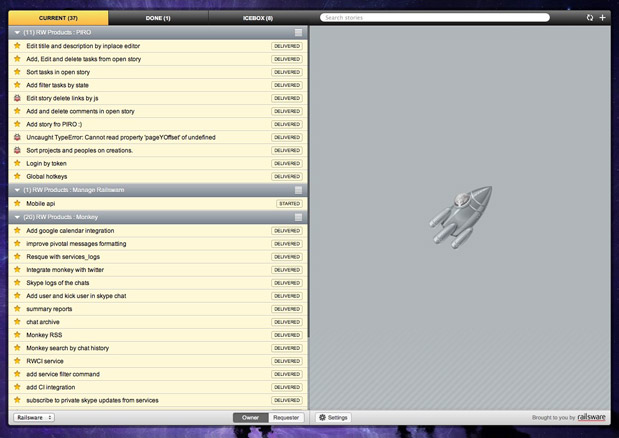 CURRENT (37) DONE (1) ICEBOX (8) Search stories
(11) RW Products : PIRO
Edit titile and description by inplace editor DELIVERED
Add, Edit and delete tasks from open story DELIVERED
Sort tasks in open story DELIVERED
Add filter tasks by state DELIVERED
Edit story delete links by js DELIVERED
Add and delete comments in open story DELIVERED
Add story fro PIRO :) DELIVERED
Uncaught TypeError: Cannot read property 'pageYOffset' of undefined DELIVERED
Sort projects and peoples on creations. DELIVERED
Login by token DELIVERED
Global hotkeys DELIVERED
(1) RW Products : Manage Railsware
Mobile api STARTED
(20) RW Products : Monkey
Add google calendar integration DELIVERED
improve pivotal messages formatting DELIVERED
Resque with services_logs DELIVERED
Integrate monkey with twitter DELIVERED
Skype logs of the chats DELIVERED
Add user and kick user in skype chat DELIVERED
summary reports DELIVERED
chat archive DELIVERED
Monkey RSS DELIVERED
Monkey search by chat history DELIVERED
RWCI service DELIVERED
add service filter command DELIVERED
add CI integration DELIVERED
subscribe to private skype updates from services DELIVERED
Railsware Owner Requester Settings Brought to you by railsware